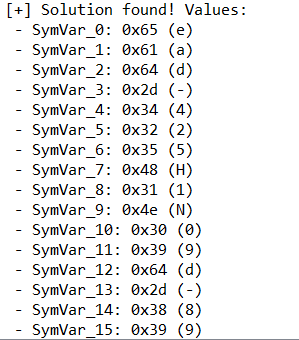 [+] Solution found! Values:
- SymVar_0: 0x65 (e)
- SymVar_1: 0x61 (a)
- SymVar_2: 0x64 (d)
- SymVar_3: 0x2d (-)
- SymVar_4: 0x34 (4)
- SymVar_5: 0x32 (2)
- SymVar_6: 0x35 (5)
- SymVar_7: 0x48 (H)
- SymVar_8: 0x31 (1)
- SymVar_9: 0x4e (N)
- SymVar_10: 0x30 (0)
- SymVar_11: 0x39 (9)
- SymVar_12: 0x64 (d)
- SymVar_13: 0x2d (-)
- SymVar_14: 0x38 (8)
- SymVar_15: 0x39 (9)